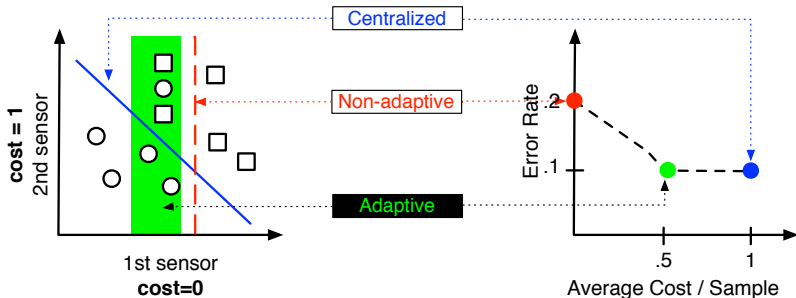 Centralized
Non-adaptive
Adaptive
cost = 1
2nd sensor
1st sensor
cost=0
Error Rate
.2
.1
.5
1
Average Cost / Sample